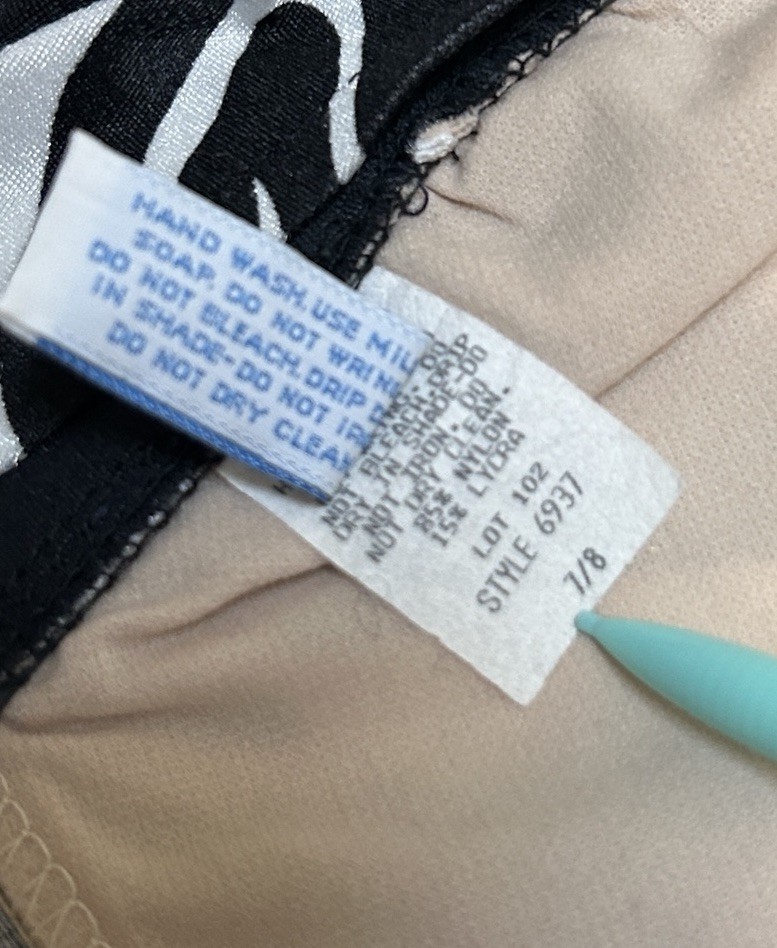 HAND WASH. USE MIL
SOAP. DO NOT WRIN
DO NOT BLEACH. DRIP D
IN SHADE- DO NOT IR
DO NOT DRY CLEA
DO
NOT BLEACH. DRIP
DRY IN SHADE. DO
NOT IRON. DO
NOT DRY CLEAN.
85% NYLON
15% LYCRA
LOT 102
STYLE 6937
7/8